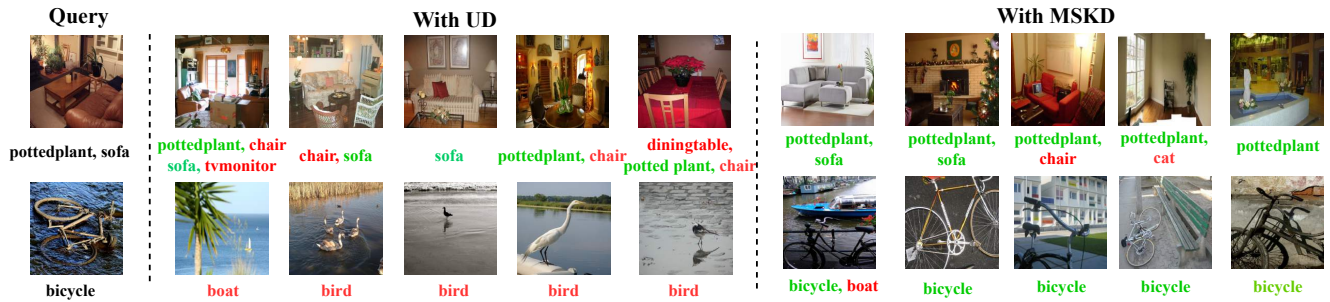 Query
With UD
With MSKD
pottedplant, sofa
pottedplant, chair
sofa, tvmonitor
chair, sofa
sofa
pottedplant, chair
diningtable,
potted plant, chair
pottedplant,
sofa
pottedplant,
sofa
pottedplant,
chair
pottedplant,
cat
pottedplant
bicycle
boat
bird
bird
bird
bird
bicycle, boat
bicycle
bicycle
bicycle
bicycle